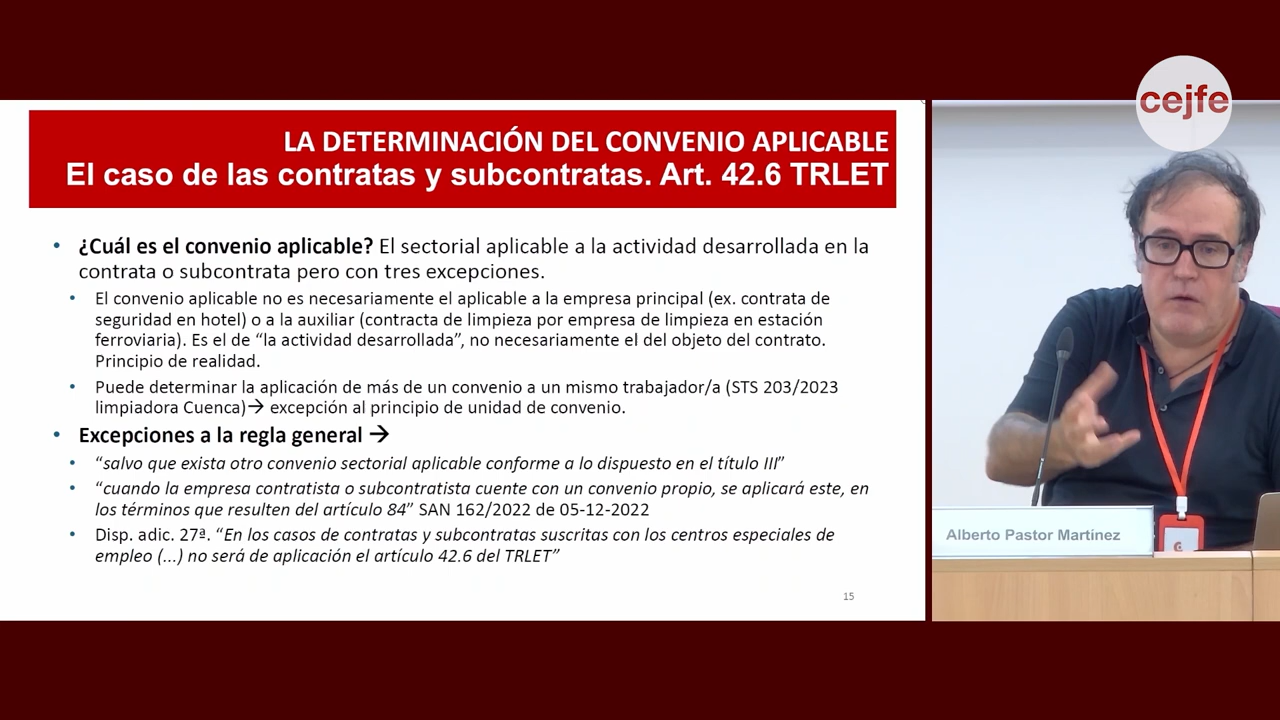 cejfe
LA DETERMINACIÓN DEL CONVENIO APLICABLE
El caso de las contratas y subcontratas. Art. 42.6 TRLET
• ¿Cuál es el convenio aplicable? El sectorial aplicable a la actividad desarrollada en la
contrata o subcontrata pero con tres excepciones.
• El convenio aplicable no es necesariamente el aplicable a la empresa principal (ex. contrata de
seguridad en hotel) o a la auxiliar (contracta de limpieza por empresa de limpieza en estación
ferroviaria). Es el de “la actividad desarrollada”, no necesariamente el del objeto del contrato.
Principio de realidad.
• Puede determinar la aplicación de más de un convenio a un mismo trabajador/a (STS 203/2023
limpiadora Cuenca)→ excepción al principio de unidad de convenio.
• Excepciones a la regla general →
• “salvo que exista otro convenio sectorial aplicable conforme a lo dispuesto en el título III”
• “cuando la empresa contratista o subcontratista cuente con un convenio propio, se aplicará este, en
los términos que resulten del artículo 84” SAN 162/2022 de 05-12-2022
• Disp. adic. 27ª. “En los casos de contratas y subcontratas suscritas con los centros especiales de
empleo (...) no será de aplicación el artículo 42.6 del TRLET”
15
Alberto Pastor Martínez